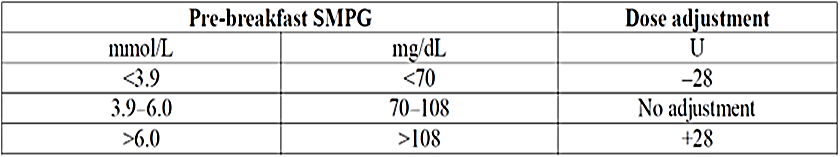 Pre-breakfast SMPG Dose adjustment
mmol/L mg/dL U
<3.9 <70 –28
3.9–6.0 70–108 No adjustment
>6.0 >108 +28